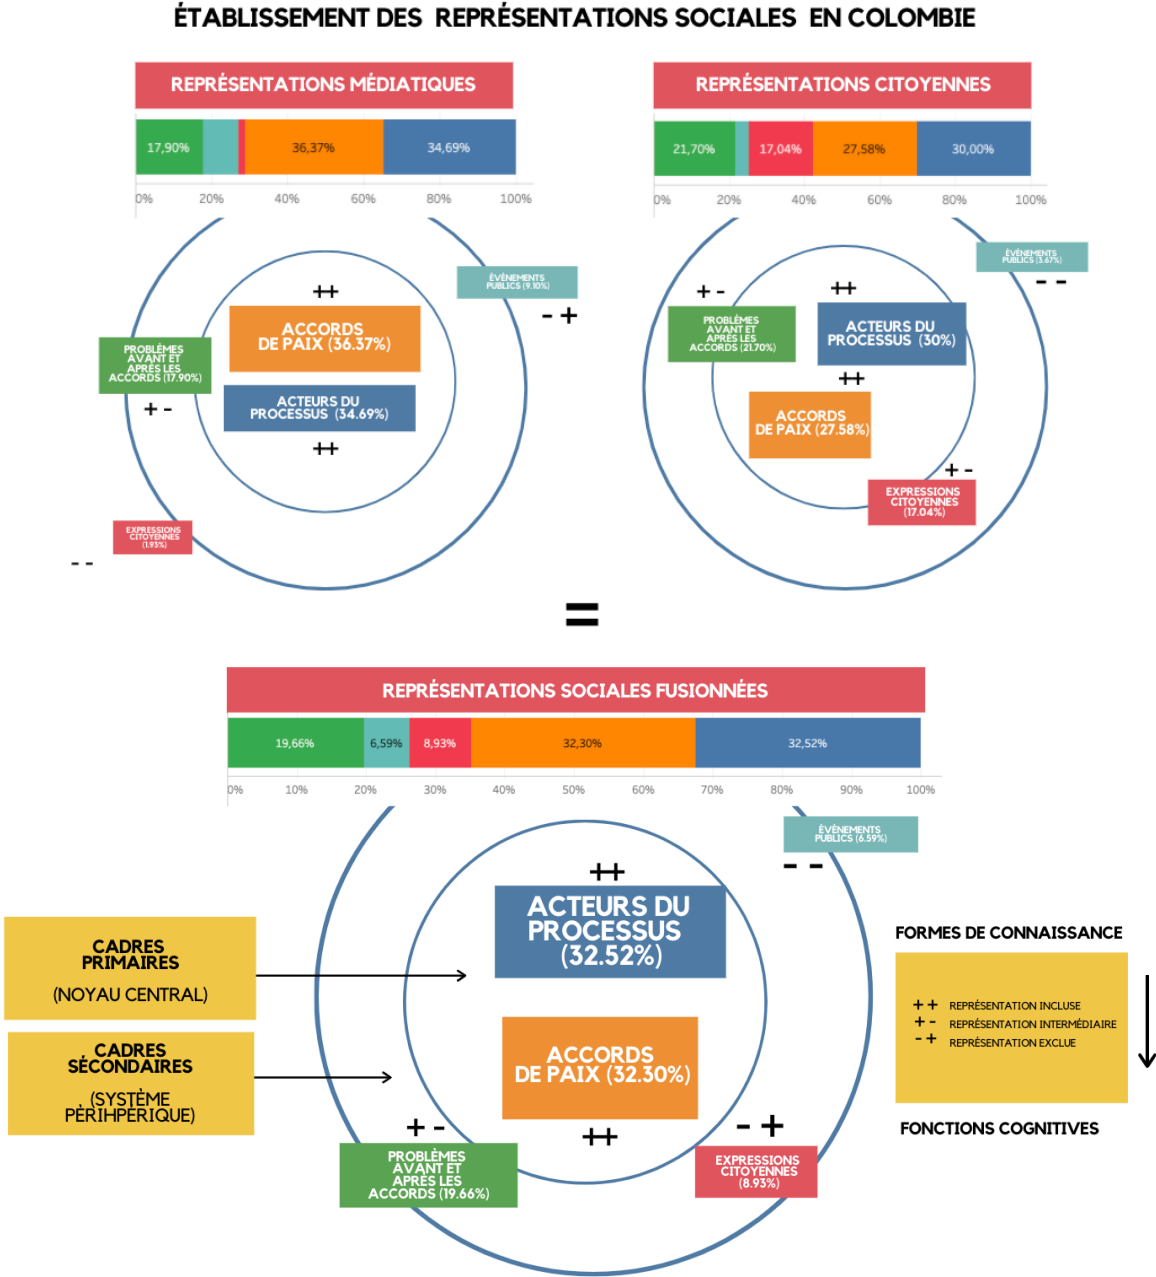 ÉTABLISSEMENT DES REPRÉSENTATIONS SOCIALES EN COLOMBIE
REPRÉSENTATIONS MÉDIATIQUES
17,90%
36,37%
34,69%
0%
20%
40%
60%
80%
100%
ÉVÈNEMENTS
PUBLICS (9.10%)
- +
++
ACCORDS
DE PAIX (36.37%)
PROBLÈMES
AVANT ET
APRÈS LES
ACCORDS (17.90%)
+ -
ACTEURS DU
PROCESSUS (34.69%)
++
EXPRESSIONS
CITOYENNES
(1.93%)
- -
REPRÉSENTATIONS CITOYENNES
21,70%
17,04%
27,58%
30,00%
0%
20%
40%
60%
80%
100%
ÉVÈNEMENTS
PUBLICS (3.67%)
- -
+ -
PROBLÈMES
AVANT ET
APRÈS LES
ACCORDS (21.70%)
++
ACTEURS DU
PROCESSUS (30%)
++
ACCORDS
DE PAIX (27.58%)
+ -
EXPRESSIONS
CITOYENNES
(17.04%)
=
REPRÉSENTATIONS SOCIALES FUSIONNÉES
19,66%
6,59%
8,93%
32,30%
32,52%
0%
10%
20%
30%
40%
50%
60%
70%
80%
90%
100%
ÉVÈNEMENTS
PUBLICS (6.59%)
- -
++
ACTEURS DU
PROCESSUS
(32.52%)
CADRES
PRIMAIRES
(NOYAU CENTRAL)
CADRES
SÉCONDAIRES
(SYSTÈME
PÈRIHPÉRIQUE)
ACCORDS
DE PAIX (32.30%)
++
+ -
PROBLÈMES
AVANT ET
APRÈS LES
ACCORDS (19.66%)
- +
EXPRESSIONS
CITOYENNES
(8.93%)
FORMES DE CONNAISSANCE
++ REPRÉSENTATION INCLUSE
+ - REPRÉSENTATION INTERMÉDIAIRE
- + REPRÉSENTATION EXCLUE
FONCTIONS COGNITIVES